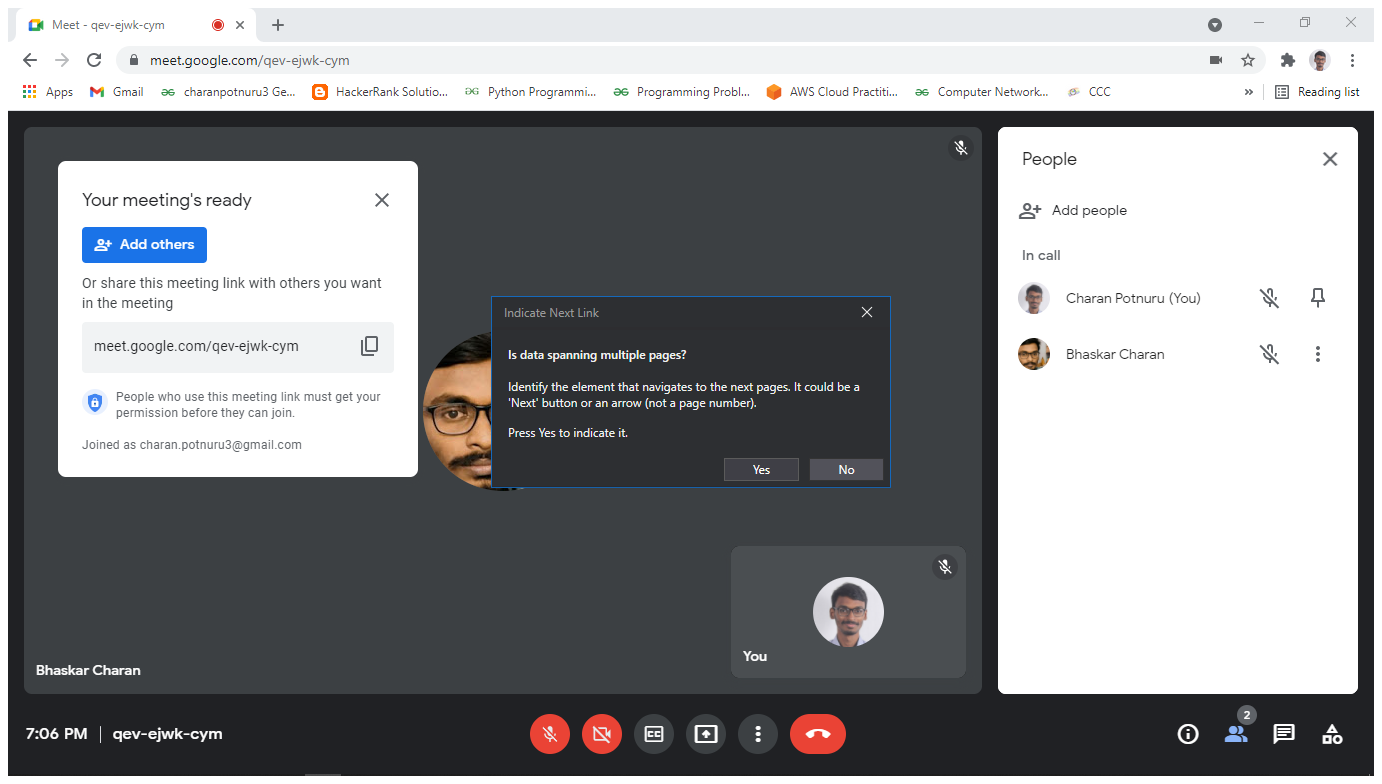 Meet - qev-ejwk-cym
meet.google.com/qev-ejwk-cym
Apps Gmail charanpotnuru3 Ge... HackerRank Solutio... Python Programmi... Programming Probl... AWS Cloud Practiti... Computer Network... CCC » Reading list
Your meeting's ready
Add others
Or share this meeting link with others you want
in the meeting
meet.google.com/qev-ejwk-cym
People who use this meeting link must get your
permission before they can join.
Joined as charan.potnuru3@gmail.com
Indicate Next Link
Is data spanning multiple pages?
Identify the element that navigates to the next pages. It could be a
'Next' button or an arrow (not a page number).
Press Yes to indicate it.
Yes No
You
Bhaskar Charan
People
Add people
In call
Charan Potnuru (You)
Bhaskar Charan
7:06 PM | qev-ejwk-cym
CC
2